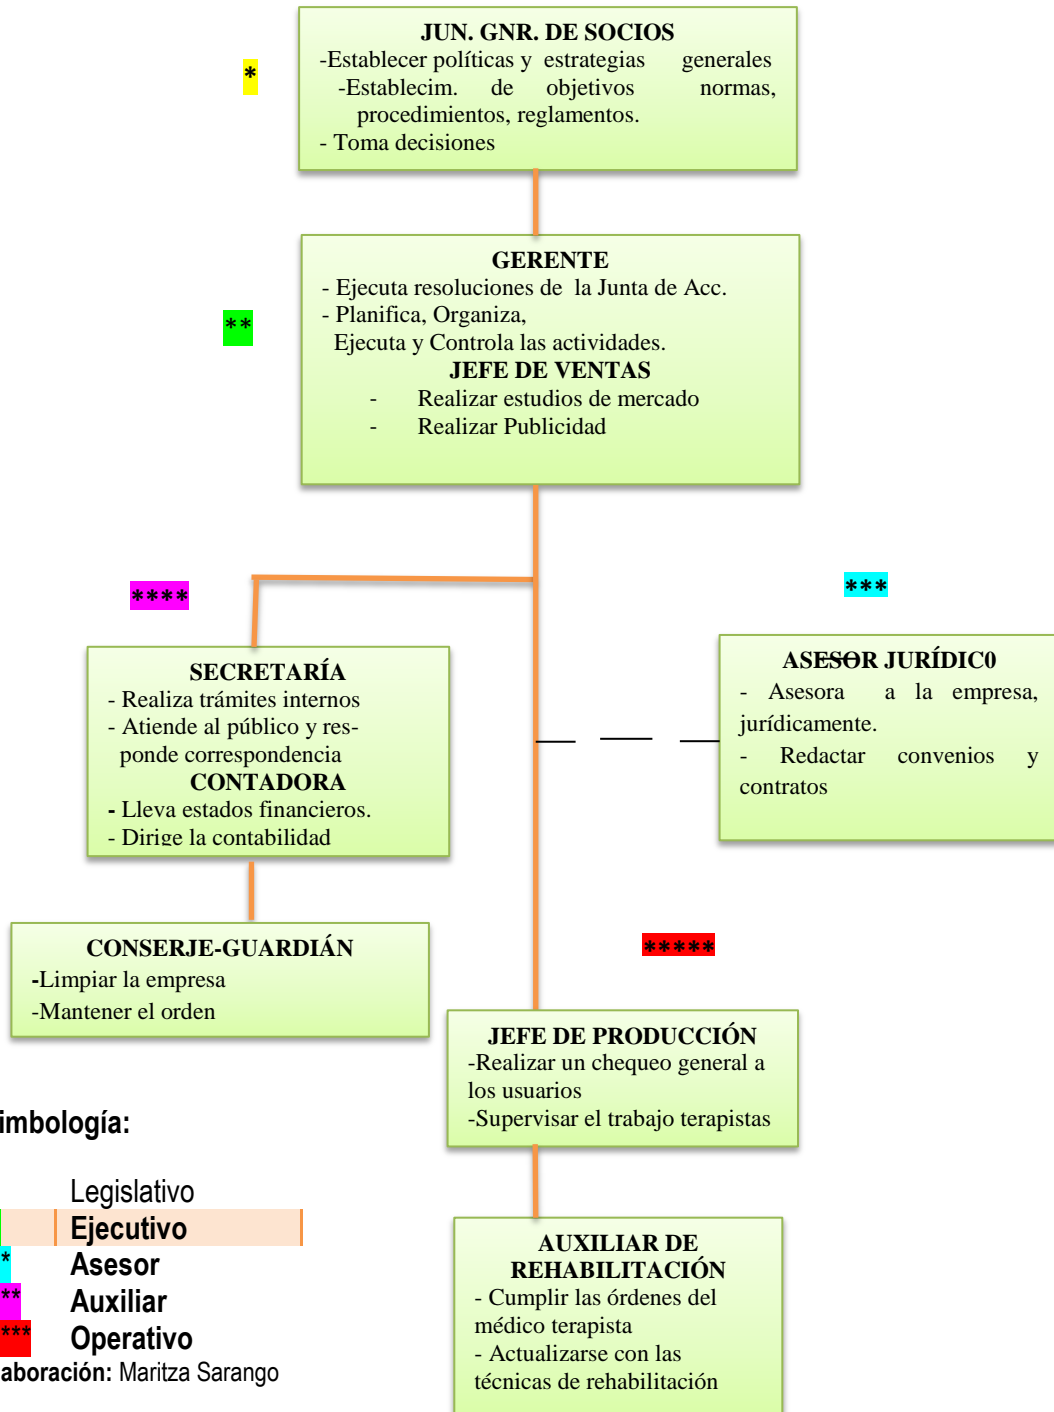 JUN. GNR. DE SOCIOS
-Establecer políticas y estrategias generales
-Establecim. de objetivos normas,
procedimientos, reglamentos.
- Toma decisiones
*
GERENTE
- Ejecuta resoluciones de la Junta de Acc.
- Planifica, Organiza,
Ejecuta y Controla las actividades.
JEFE DE VENTAS
- Realizar estudios de mercado
- Realizar Publicidad
**
****
***
SECRETARÍA
- Realiza trámites internos
- Atiende al público y res-
ponde correspondencia
CONTADORA
- Lleva estados financieros.
- Dirige la contabilidad
ASESOR JURÍDIC0
- Asesora a la empresa,
jurídicamente.
- Redactar convenios y
contratos
CONSERJE-GUARDIÁN
-Limpiar la empresa
-Mantener el orden
*****
JEFE DE PRODUCCIÓN
-Realizar un chequeo general a
los usuarios
-Supervisar el trabajo terapistas
imbología:
Legislativo
Ejecutivo
* Asesor
** Auxiliar
*** Operativo
aboración: Maritza Sarango
AUXILIAR DE
REHABILITACIÓN
- Cumplir las órdenes del
médico terapista
- Actualizarse con las
técnicas de rehabilitación